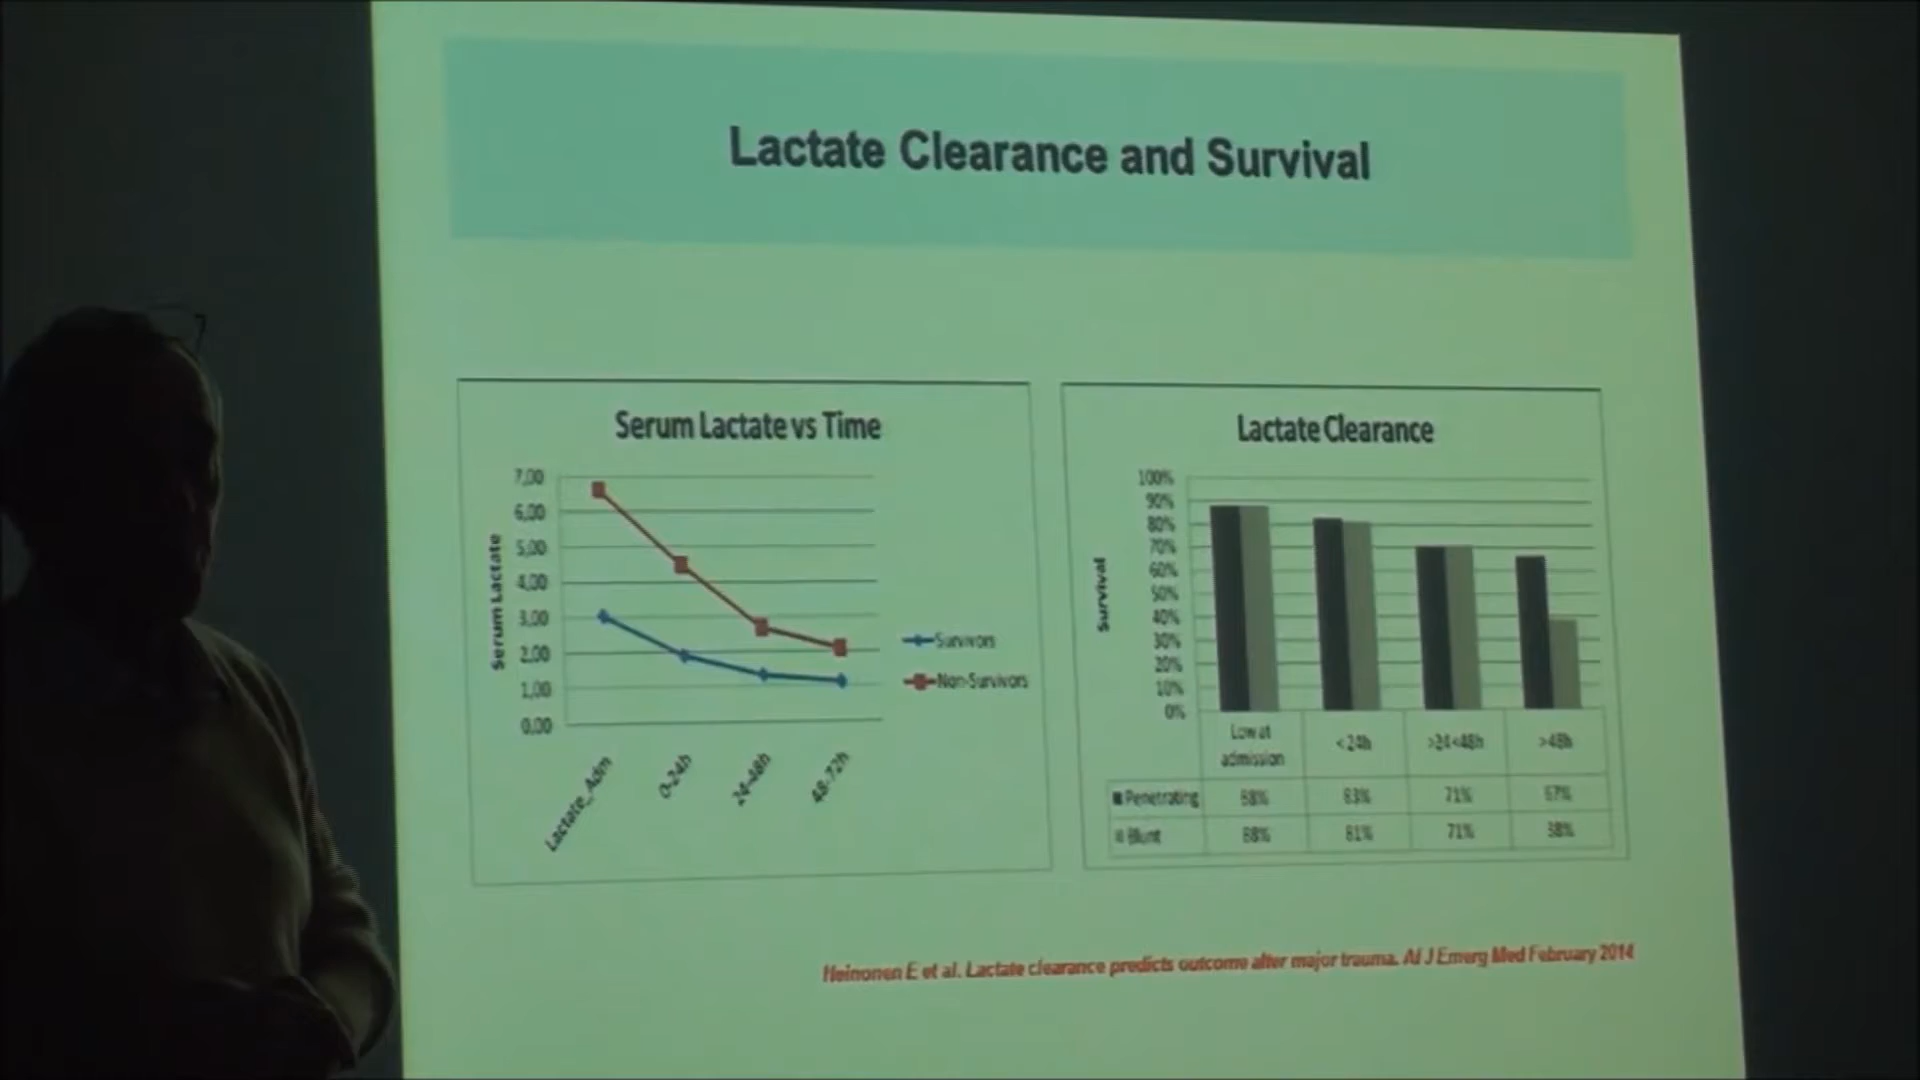 Lactate Clearance and Survival
Serum Lactate vs Time
7,00
6,00
5,00
4,00
3,00
2,00
1,00
0,00
Serum Lactate
Lactate_Adm
0-24h
24-48h
48-72h
Survivors
Non-Survivors
Lactate Clearance
100%
90%
80%
70%
60%
50%
40%
30%
20%
10%
0%
Survival
Low at admission
<24h
>24<48h
>48h
Penetrating 88% 83% 71% 67%
Blunt 88% 81% 71% 38%
Heinonen E et al. Lactate clearance predicts outcome after major trauma. Af J Emerg Med February 2014